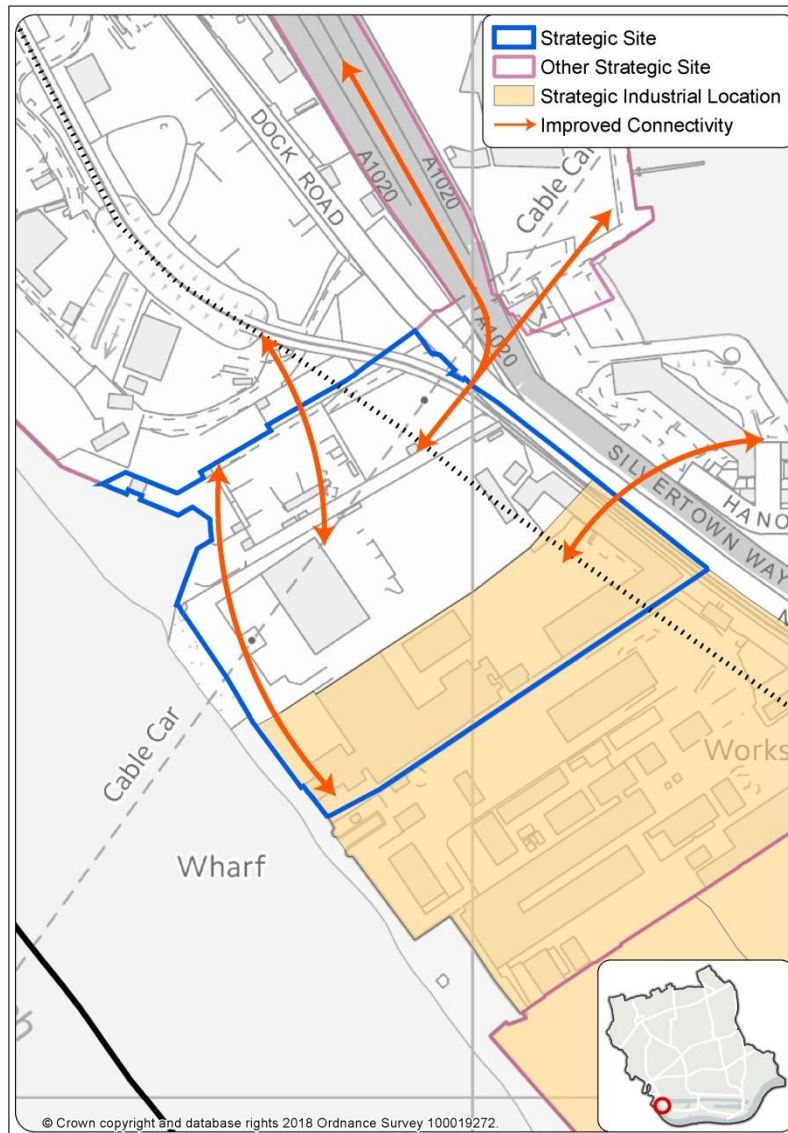 Strategic Site
Other Strategic Site
Strategic Industrial Location
Improved Connectivity
DOCK ROAD
A1020
A1020
Cable Car
A1020
SILVERTOWN WAY
HANO
Works
Cable Car
Wharf
© Crown copyright and database rights 2018 Ordnance Survey 100019272.